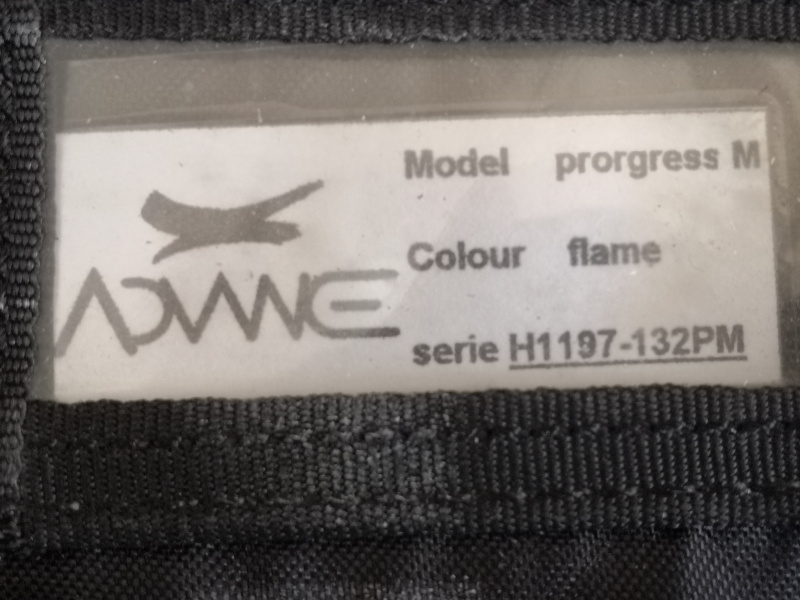 Model prorgress M
Colour flame
ADVANCE
serie H1197-132PM